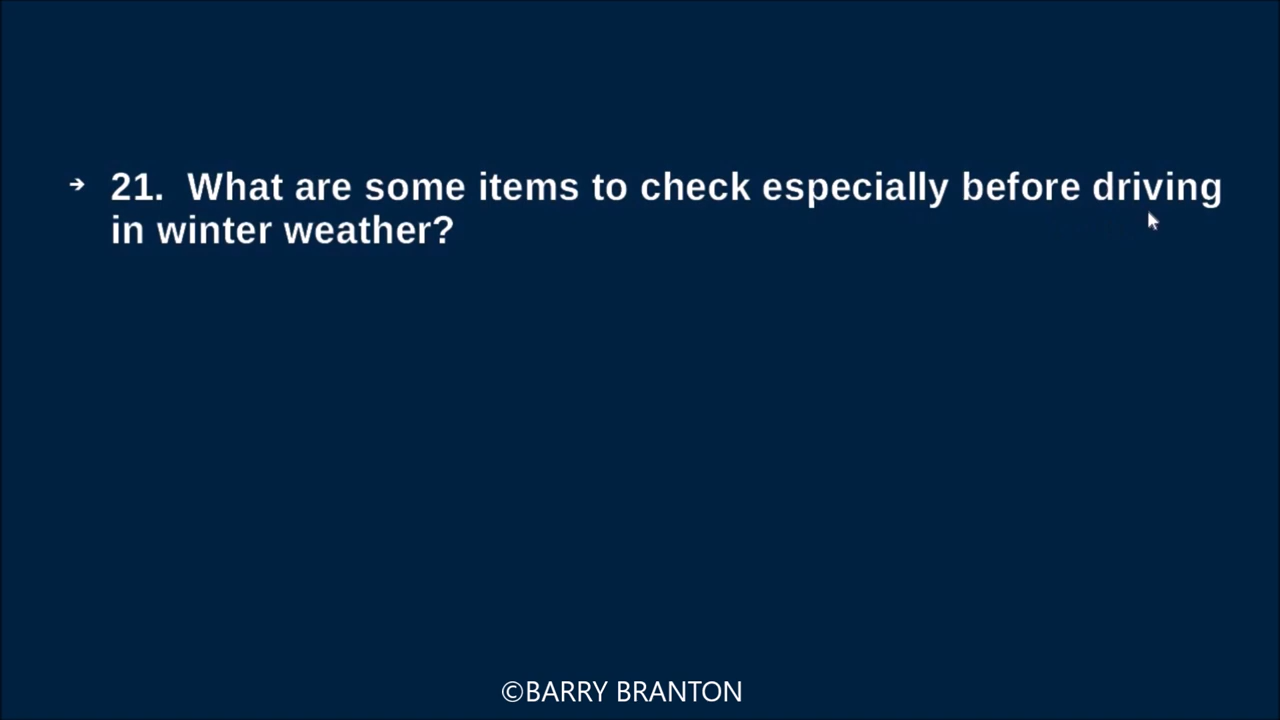 ➔ 21.  What are some items to check especially before driving
in winter weather?
©BARRY BRANTON